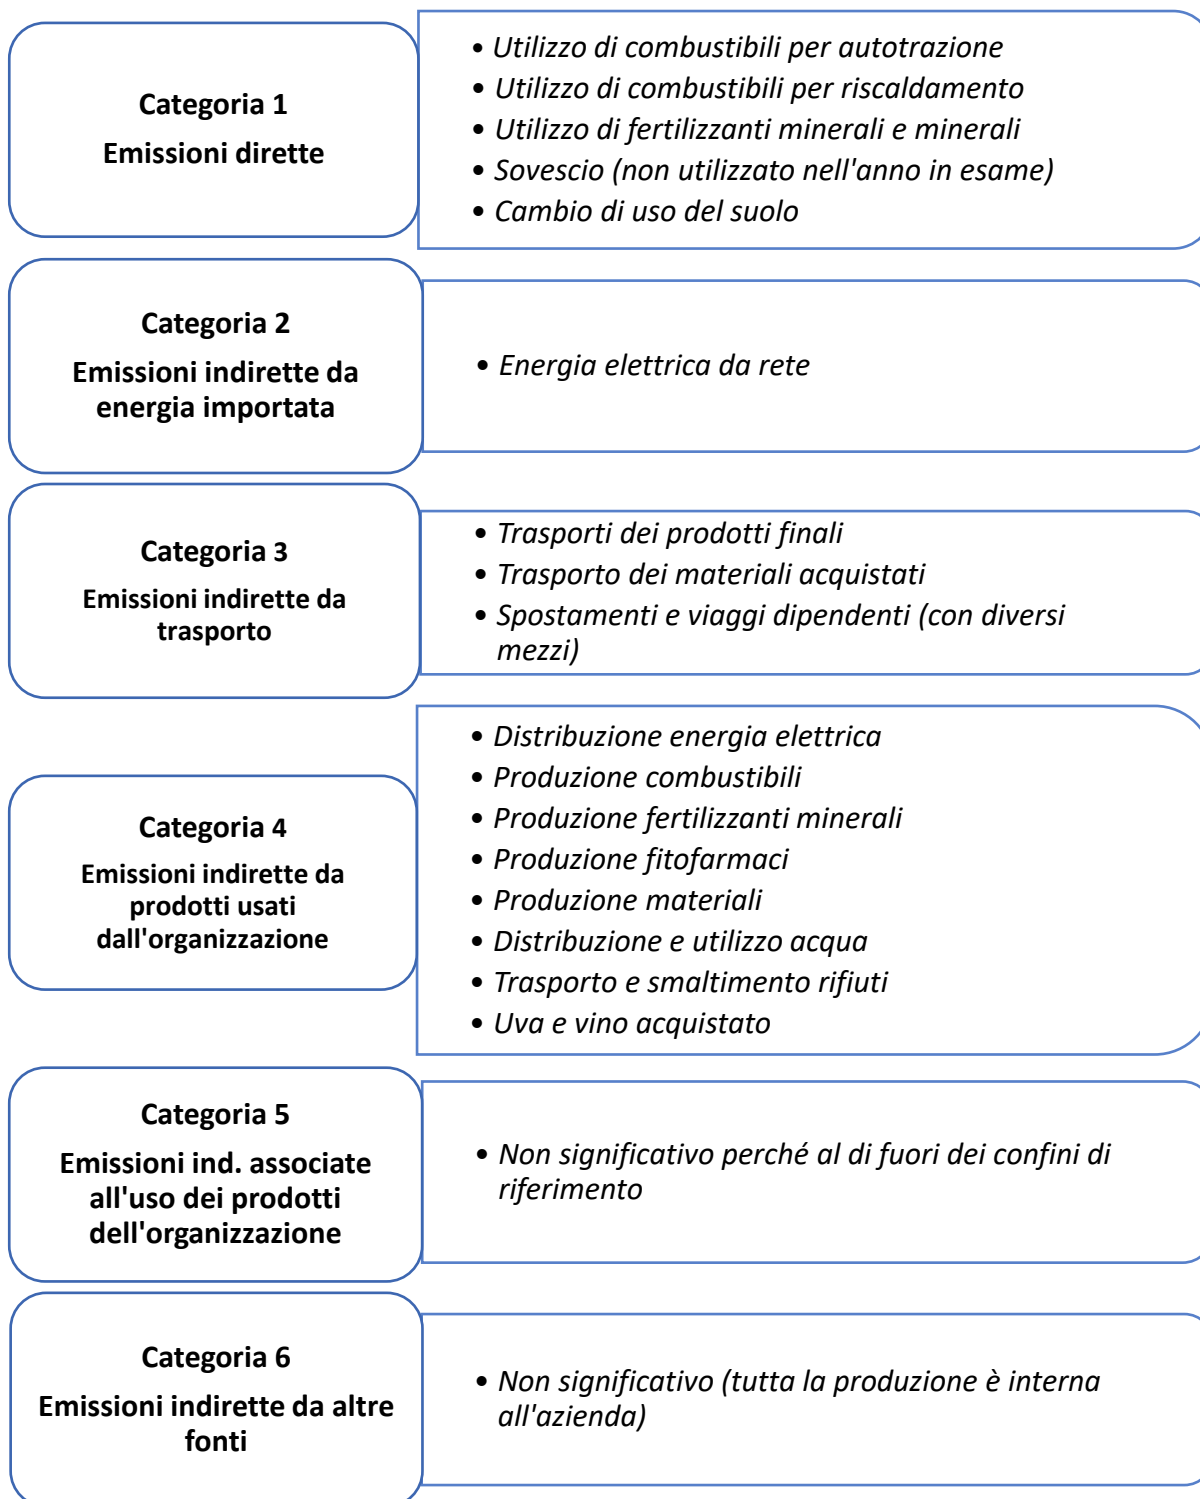 Categoria 1
Emissioni dirette
• Utilizzo di combustibili per autotrazione
• Utilizzo di combustibili per riscaldamento
• Utilizzo di fertilizzanti minerali e minerali
• Sovescio (non utilizzato nell'anno in esame)
• Cambio di uso del suolo
Categoria 2
Emissioni indirette da
energia importata
• Energia elettrica da rete
Categoria 3
Emissioni indirette da
trasporto
• Trasporti dei prodotti finali
• Trasporto dei materiali acquistati
• Spostamenti e viaggi dipendenti (con diversi
mezzi)
Categoria 4
Emissioni indirette da
prodotti usati
dall'organizzazione
• Distribuzione energia elettrica
• Produzione combustibili
• Produzione fertilizzanti minerali
• Produzione fitofarmaci
• Produzione materiali
• Distribuzione e utilizzo acqua
• Trasporto e smaltimento rifiuti
• Uva e vino acquistato
Categoria 5
Emissioni ind. associate
all'uso dei prodotti
dell'organizzazione
• Non significativo perché al di fuori dei confini di
riferimento
Categoria 6
Emissioni indirette da altre
fonti
• Non significativo (tutta la produzione è interna
all'azienda)